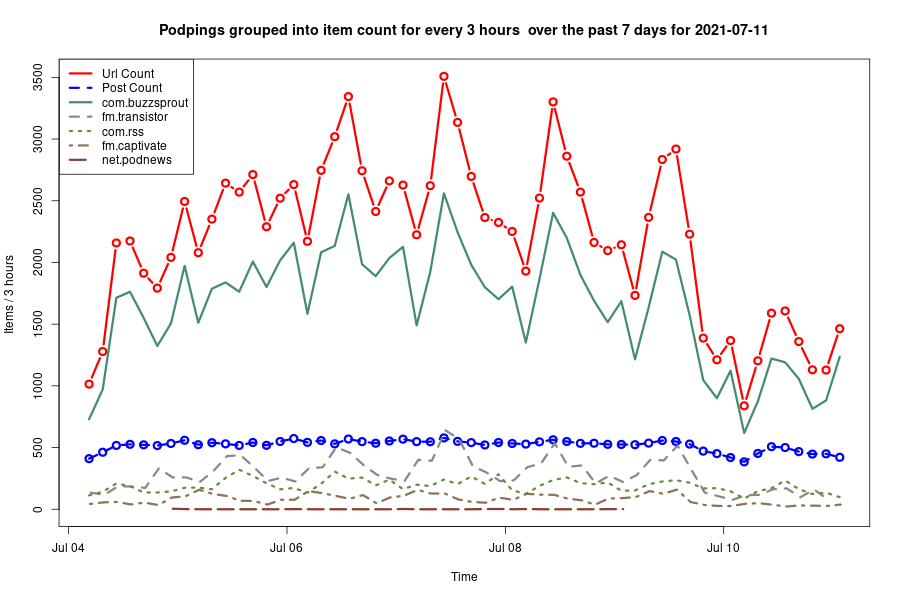 Podpings grouped into item count for every 3 hours  over the past 7 days for 2021-07-11
Url Count
Post Count
com.buzzsprout
fm.transistor
com.rss
fm.captivate
net.podnews
Items / 3 hours
3500
3000
2500
2000
1500
1000
500
0
Jul 04
Jul 06
Jul 08
Jul 10
Time